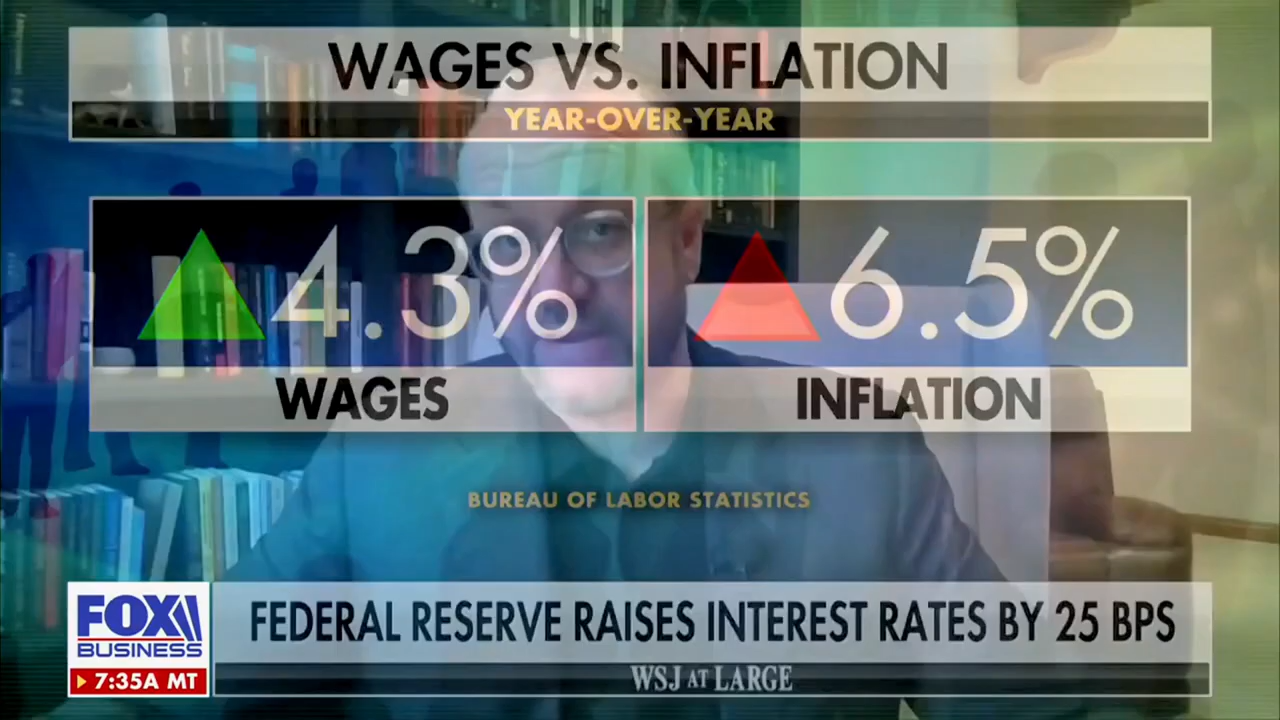 WAGES VS. INFLATION
YEAR-OVER-YEAR
4.3%
WAGES
6.5%
INFLATION
BUREAU OF LABOR STATISTICS
FOX
BUSINESS
7:35A MT
FEDERAL RESERVE RAISES INTEREST RATES BY 25 BPS
WSJ AT LARGE